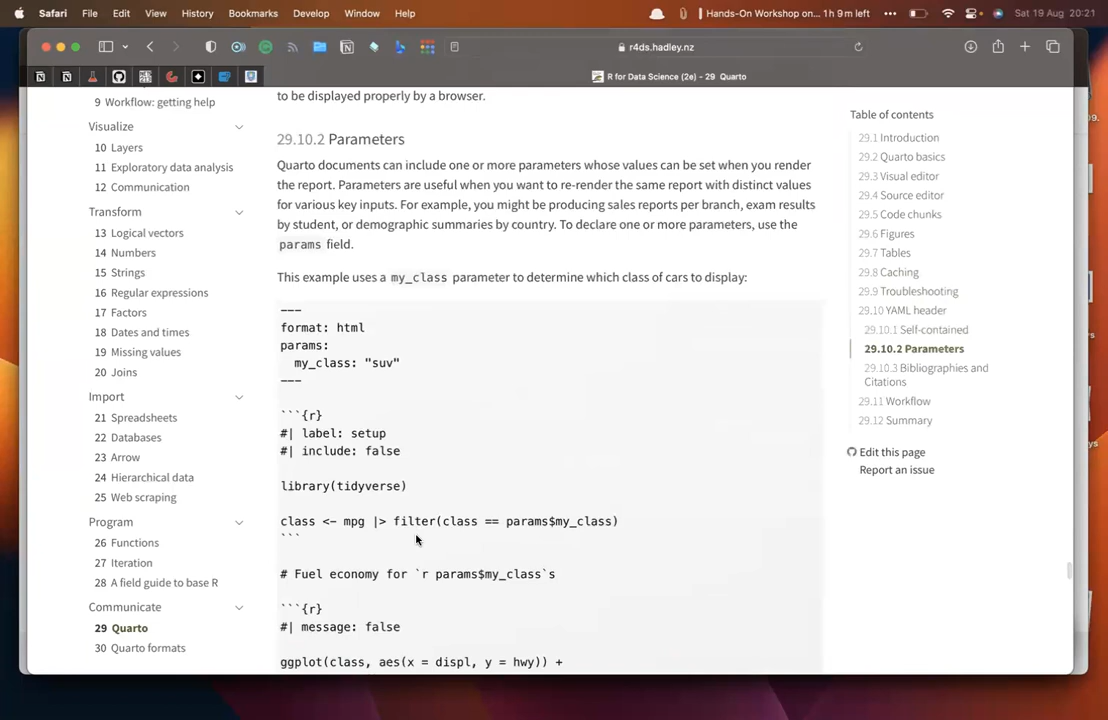 Safari File Edit View History Bookmarks Develop Window Help Hands-On Workshop on... 1 h 9 m left Sat 19 Aug 20:21
r4ds.hadley.nz
R for Data Science (2e) - 29 Quarto
9 Workflow: getting help
Visualize
10 Layers
11 Exploratory data analysis
12 Communication
Transform
13 Logical vectors
14 Numbers
15 Strings
16 Regular expressions
17 Factors
18 Dates and times
19 Missing values
20 Joins
Import
21 Spreadsheets
22 Databases
23 Arrow
24 Hierarchical data
25 Web scraping
Program
26 Functions
27 Iteration
28 A field guide to base R
Communicate
29 Quarto
30 Quarto formats
to be displayed properly by a browser.
29.10.2 Parameters
Quarto documents can include one or more parameters whose values can be set when you render
the report. Parameters are useful when you want to re-render the same report with distinct values
for various key inputs. For example, you might be producing sales reports per branch, exam results
by student, or demographic summaries by country. To declare one or more parameters, use the
params field.
This example uses a my_class parameter to determine which class of cars to display:
---
format: html
params:
  my_class: "suv"
---
```{r}
#| label: setup
#| include: false
library(tidyverse)
class <- mpg |> filter(class == params$my_class)
```
# Fuel economy for `r params$my_class`s
```{r}
#| message: false
ggplot(class, aes(x = displ, y = hwy)) +
Table of contents
29.1 Introduction
29.2 Quarto basics
29.3 Visual editor
29.4 Source editor
29.5 Code chunks
29.6 Figures
29.7 Tables
29.8 Caching
29.9 Troubleshooting
29.10 YAML header
29.10.1 Self-contained
29.10.2 Parameters
29.10.3 Bibliographies and
Citations
29.11 Workflow
29.12 Summary
Edit this page
Report an issue